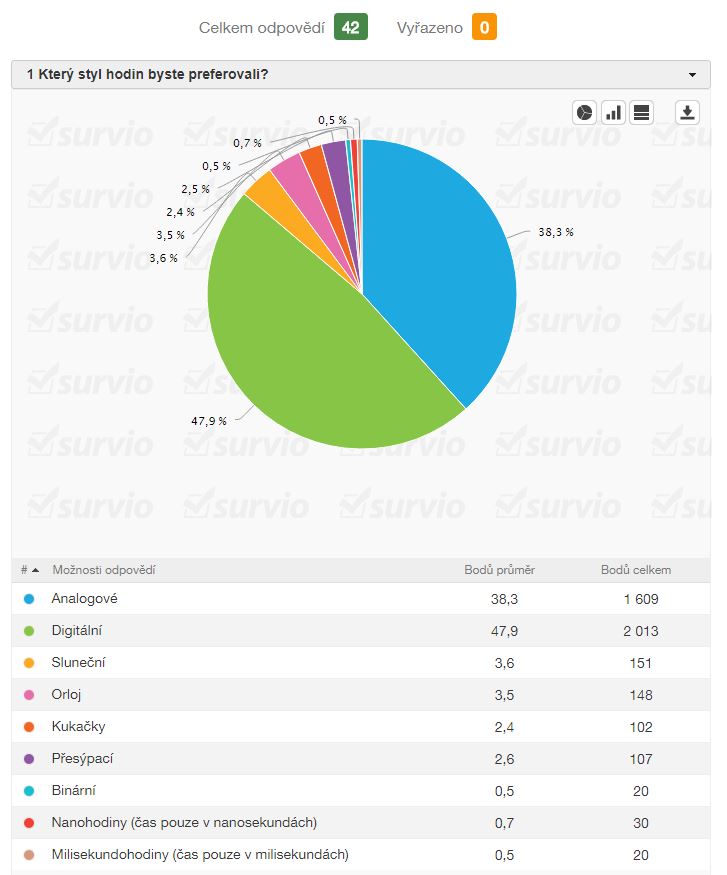 Celkem odpovědí 42 Vyřazeno 0
1 Který styl hodin byste preferovali?
0,5 %
0,7 %
0,5 %
2,5 %
2,4 %
3,5 %
3,6 %
38,3 %
47,9 %
survio
# Možnosti odpovědí Bodů průměr Bodů celkem
Analogové 38,3 1 609
Digitální 47,9 2 013
Sluneční 3,6 151
Orloj 3,5 148
Kukačky 2,4 102
Přesýpací 2,6 107
Binární 0,5 20
Nanohodiny (čas pouze v nanosekundách) 0,7 30
Milisekundohodiny (čas pouze v milisekundách) 0,5 20